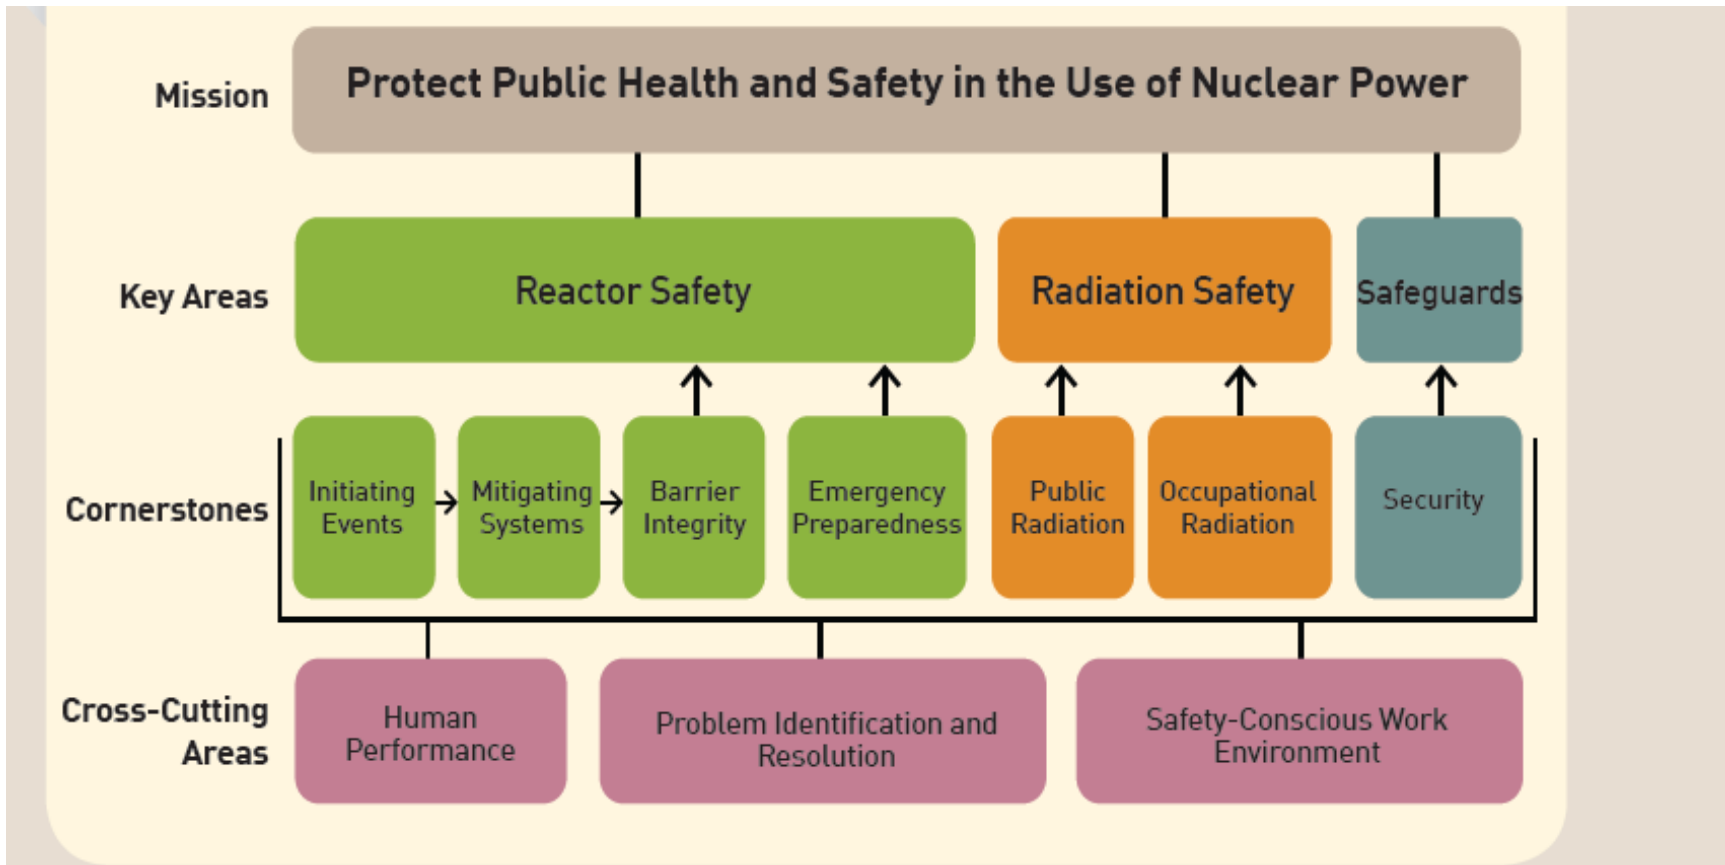 Mission
Protect Public Health and Safety in the Use of Nuclear Power
Key Areas
Reactor Safety
Radiation Safety
Safeguards
Cornerstones
Initiating
Events
Mitigating
Systems
Barrier
Integrity
Emergency
Preparedness
Public
Radiation
Occupational
Radiation
Security
Cross-Cutting
Areas
Human
Performance
Problem Identification and
Resolution
Safety-Conscious Work
Environment